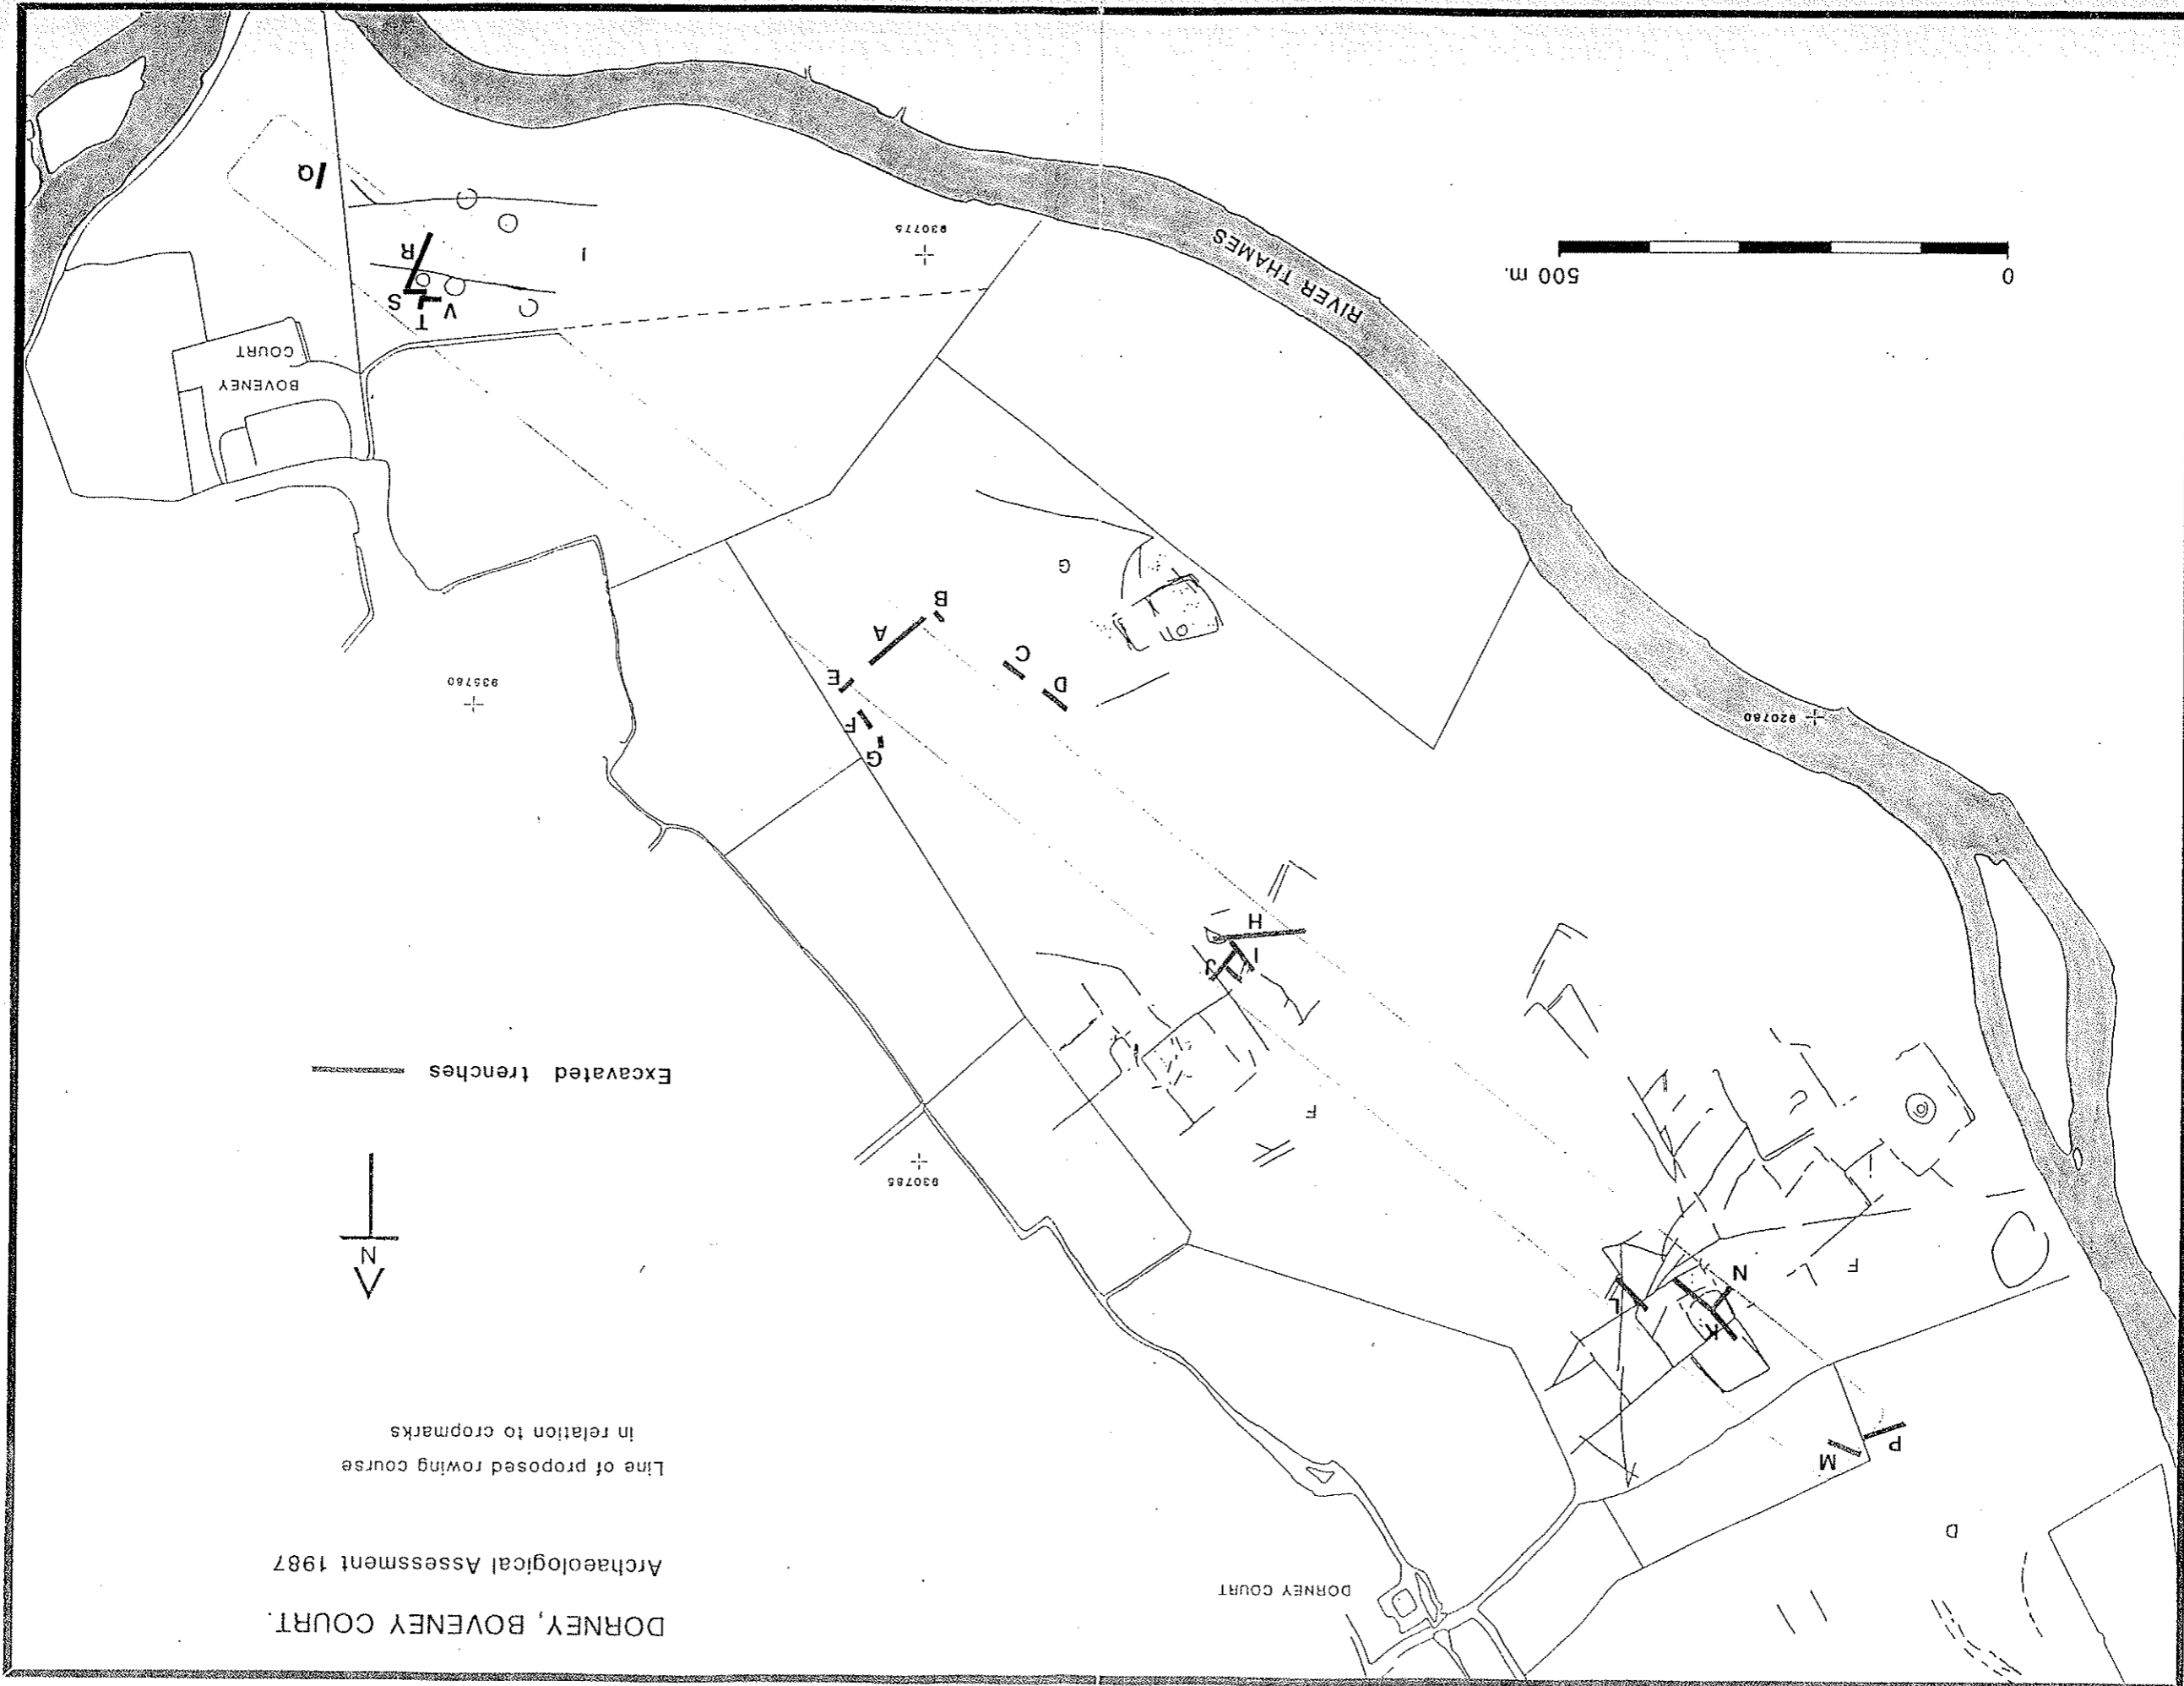 DORNEY, BOVENEY COURT.
Archaeological Assessment 1987
Line of proposed rowing course
in relation to cropmarks
N
Excavated trenches
DORNEY COURT
D
P
M
K
L
N
F
F
930785
J
I
H
G
F
E
D
C
A
B
G
920780
935780
BOVENEY
COURT
T
V
S
R
I
Q
930775
RIVER THAMES
0
500 m.